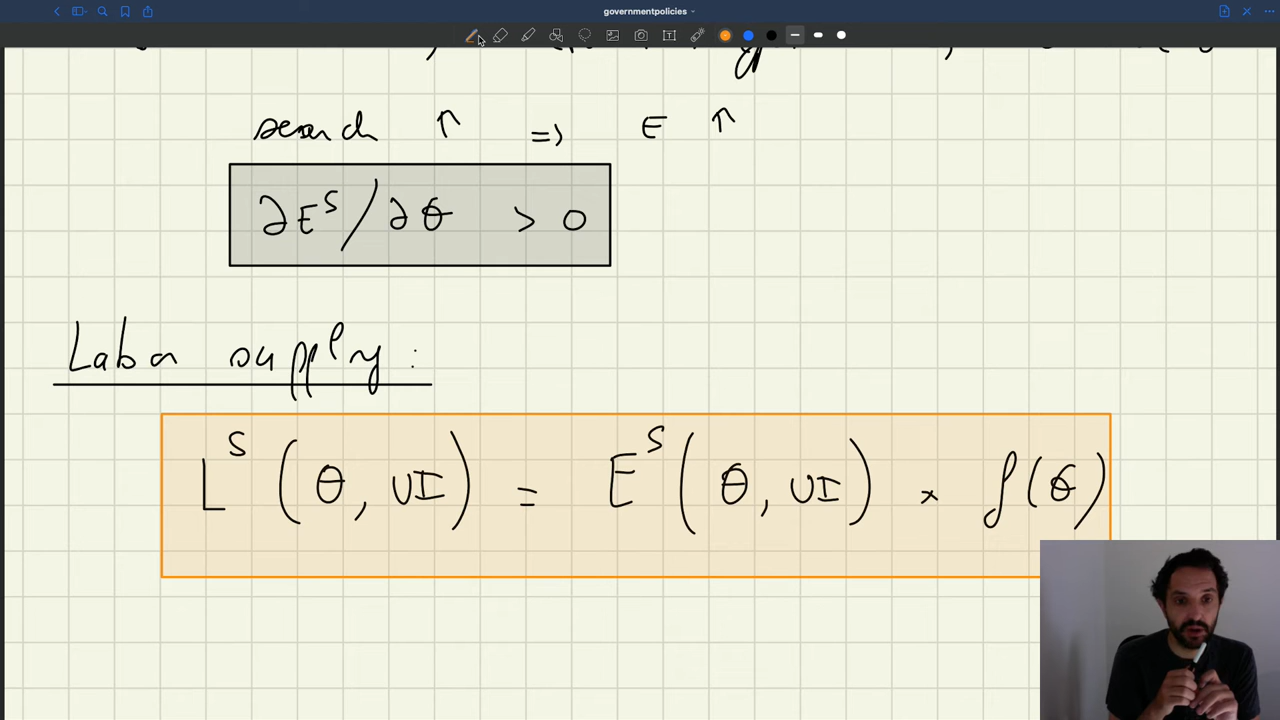 governmentpolicies
search ↑ => E ↑
∂E^S/∂θ > 0
Labor supply:
L^S (θ, UI) = E^S (θ, UI) × f(θ)